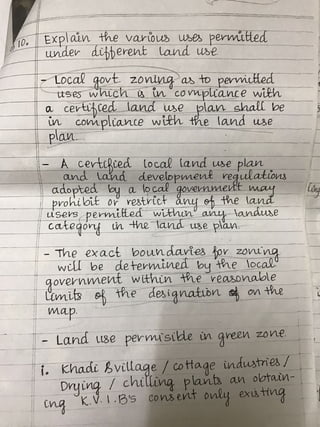 10. Explain the various uses permitted
under different land use
- Local govt zoning as to permitted
uses which is in compliance with
a certifced land use plan shall be
in compliance with the land use
plan.
- A certificed local land use plan
and land development regulations
adopted by a local government may
prohibit or restrict any of the land
users permitted within any landuse
category in the land use plan.
- The exact boundaries for zoning
will be determined by the local
government within the reasonable
limits of the designation on the
map.
- Land use permisible in green zone.
i. Khadi & village / cottage industries /
Drying / chilling plants an obtain-
ing K.V.I.B's consent only existing